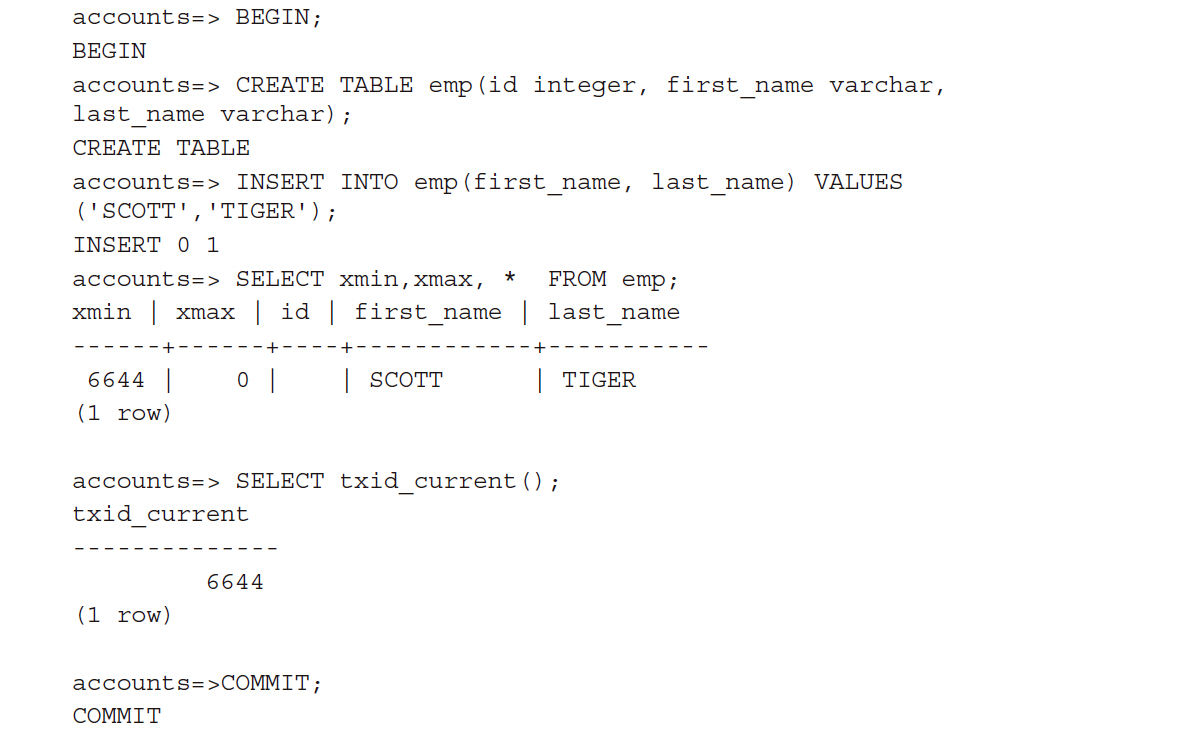 accounts=> BEGIN;
BEGIN
accounts=> CREATE TABLE emp(id integer, first_name varchar,
last_name varchar);
CREATE TABLE
accounts=> INSERT INTO emp(first_name, last_name) VALUES
('SCOTT','TIGER');
INSERT 0 1
accounts=> SELECT xmin,xmax, *  FROM emp;
xmin | xmax | id | first_name | last_name
------+------+----+------------+-----------
 6644 |    0 |    | SCOTT      | TIGER
(1 row)

accounts=> SELECT txid_current();
txid_current
--------------
         6644
(1 row)

accounts=>COMMIT;
COMMIT